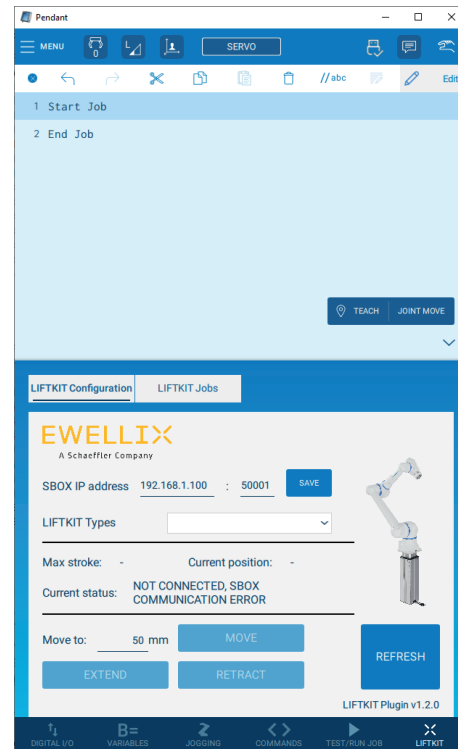 Pendant
MENU 0 L SERVO
// abc Edit
1 Start Job
2 End Job
TEACH JOINT MOVE
LIFTKIT Configuration LIFTKIT Jobs
EWELLIX
A Schaeffler Company
SBOX IP address 192.168.1.100 : 50001 SAVE
LIFTKIT Types
Max stroke: - Current position: -
Current status: NOT CONNECTED, SBOX
COMMUNICATION ERROR
Move to: 50 mm MOVE
EXTEND RETRACT REFRESH
LIFTKIT Plugin v1.2.0
B=
DIGITAL I/O VARIABLES JOGGING COMMANDS TEST/RUN JOB LIFTKIT